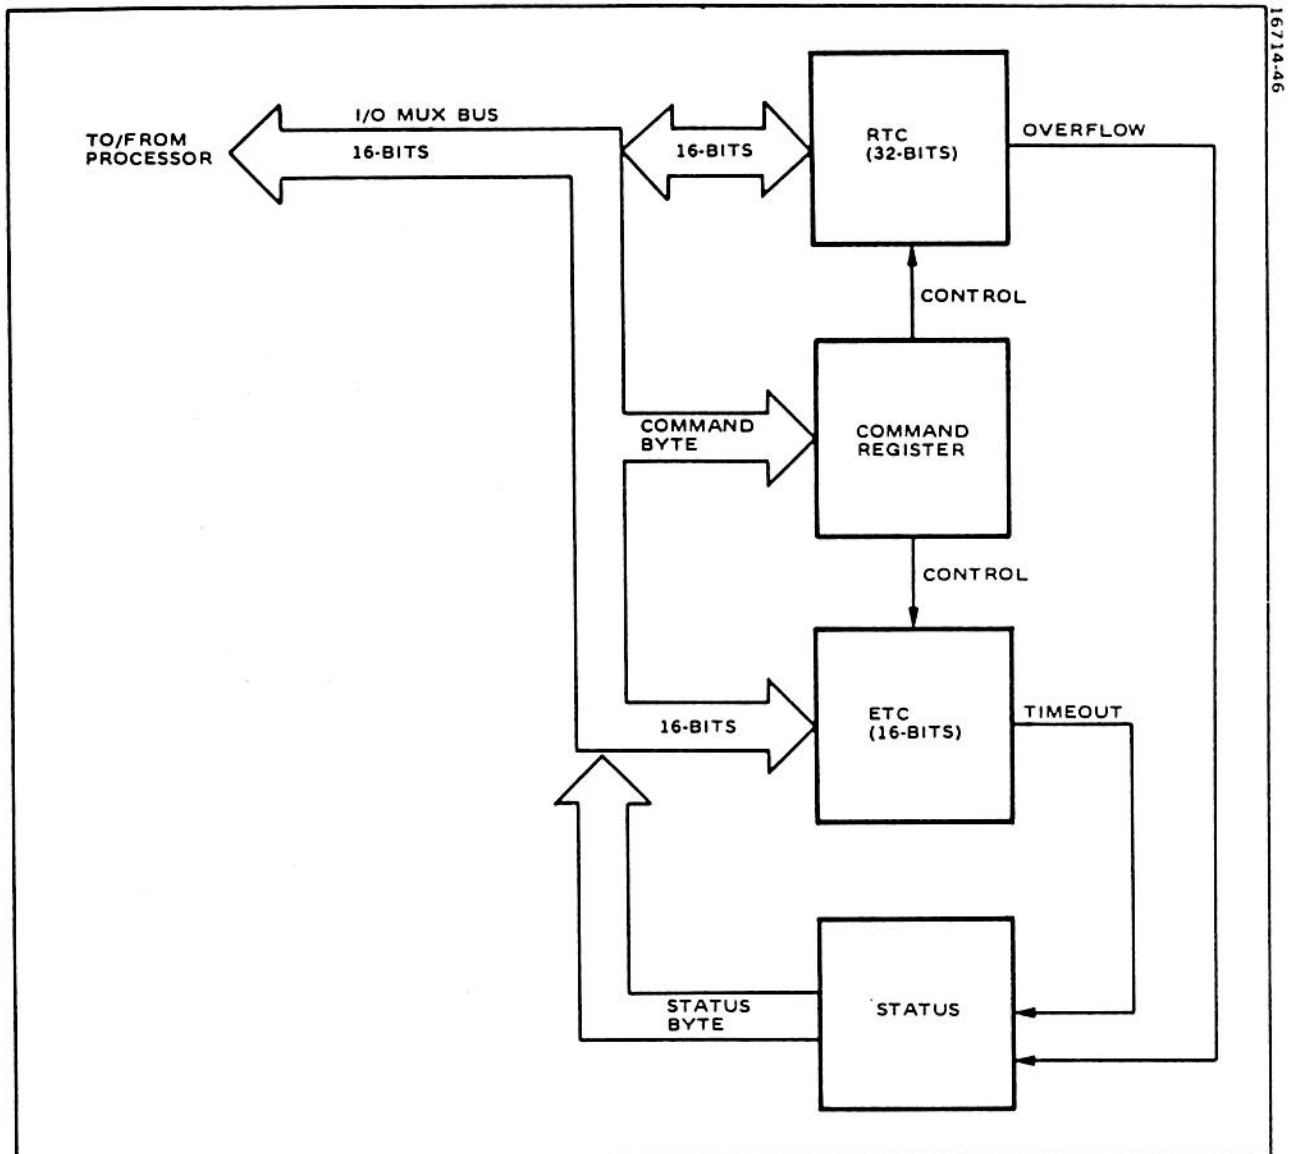 16714-46
I/O MUX BUS
TO/FROM
PROCESSOR
16-BITS
16-BITS
RTC
(32-BITS)
OVERFLOW
CONTROL
COMMAND
BYTE
COMMAND
REGISTER
CONTROL
16-BITS
ETC
(16-BITS)
TIMEOUT
STATUS
BYTE
STATUS